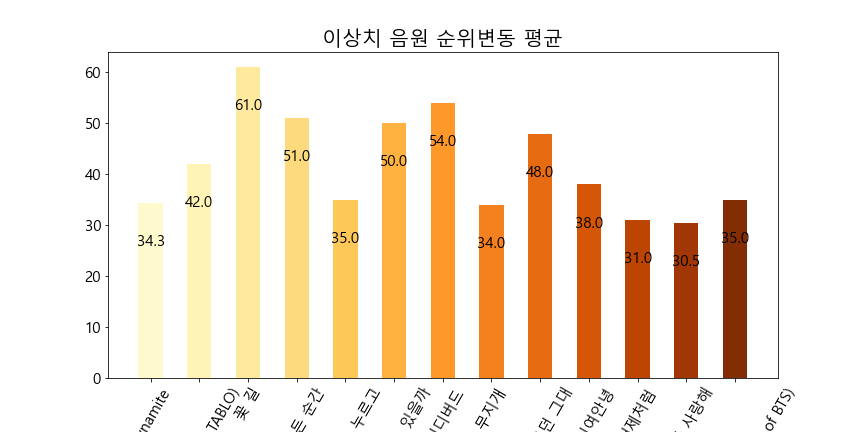 이상치 음원 순위변동 평균
60
50
40
30
20
10
0
34.3
42.0
61.0
51.0
35.0
50.0
54.0
34.0
48.0
38.0
31.0
30.5
35.0
namite
TABLO)
꽃 길
든 순간
누르고
있을까
디버드
무지개
던 그대
여안녕
제처럼
사랑해
of BTS)